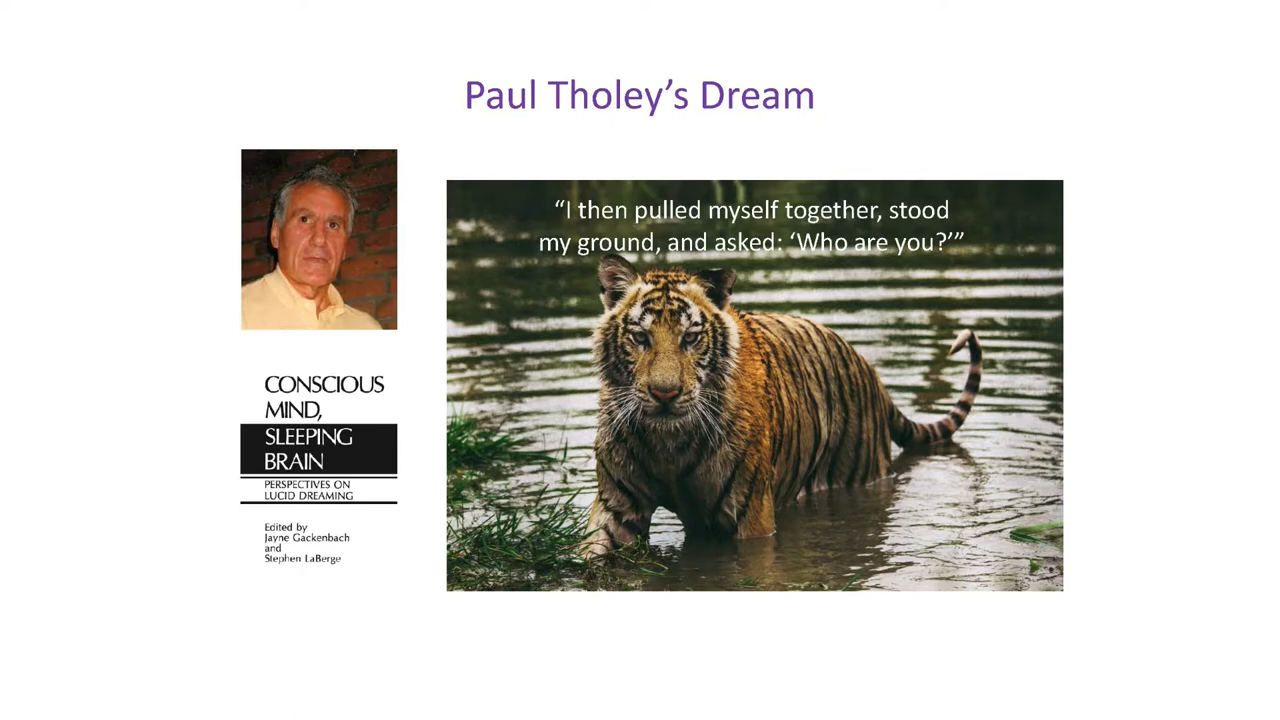 Paul Tholey’s Dream
“I then pulled myself together, stood
my ground, and asked: ‘Who are you?’”
CONSCIOUS
MIND,
SLEEPING
BRAIN
PERSPECTIVES ON
LUCID DREAMING
Edited by
Jayne Gackenbach
and
Stephen LaBerge